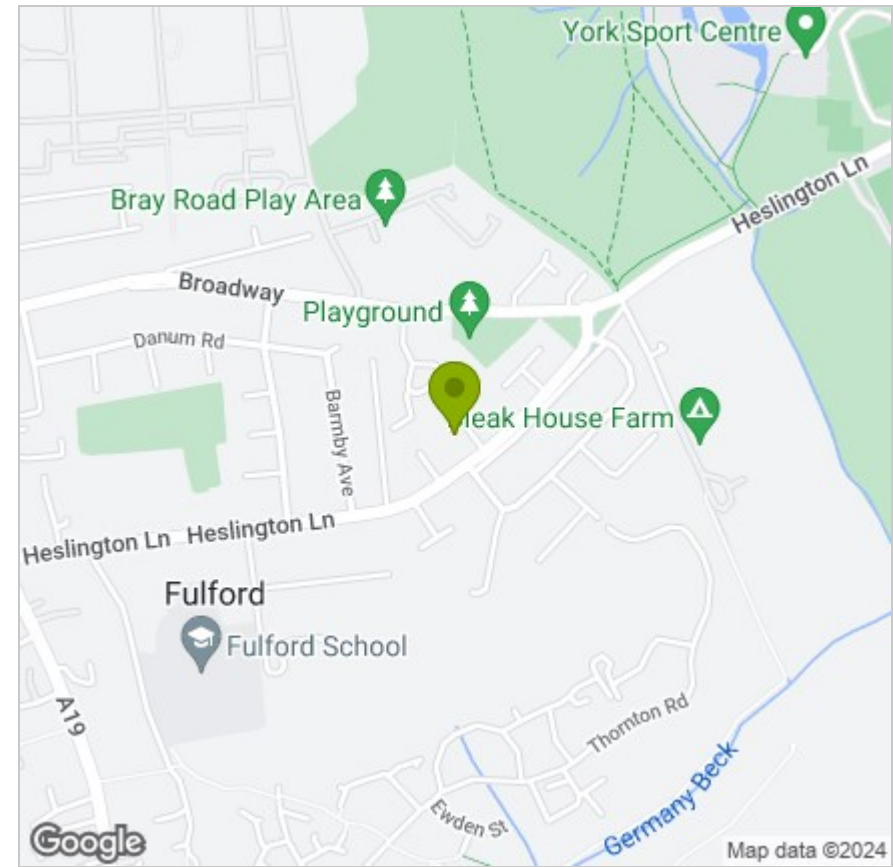 York Sport Centre
Bray Road Play Area
Heslington Ln
Broadway
Playground
Danum Rd
Barmby Ave
leak House Farm
Heslington Ln
Heslington Ln
Fulford
Fulford School
A19
Thornton Rd
Ewden St
Germany Beck
Google
Map data ©2024